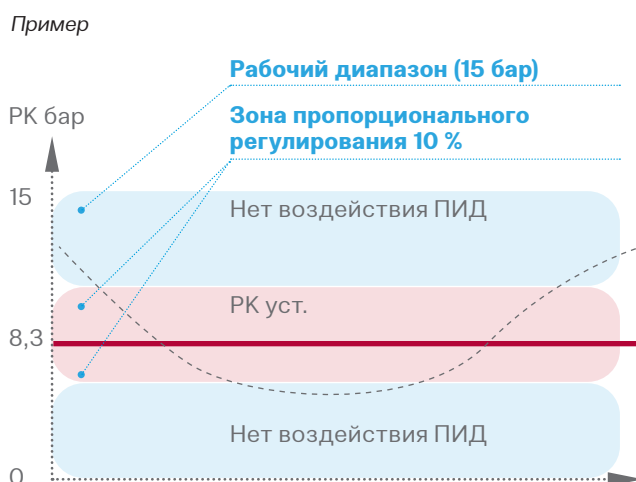 Пример
Рабочий диапазон (15 бар)
РК бар
Зона пропорционального
регулирования 10 %
15
Нет воздействия ПИД
РК уст.
8,3
Нет воздействия ПИД
0